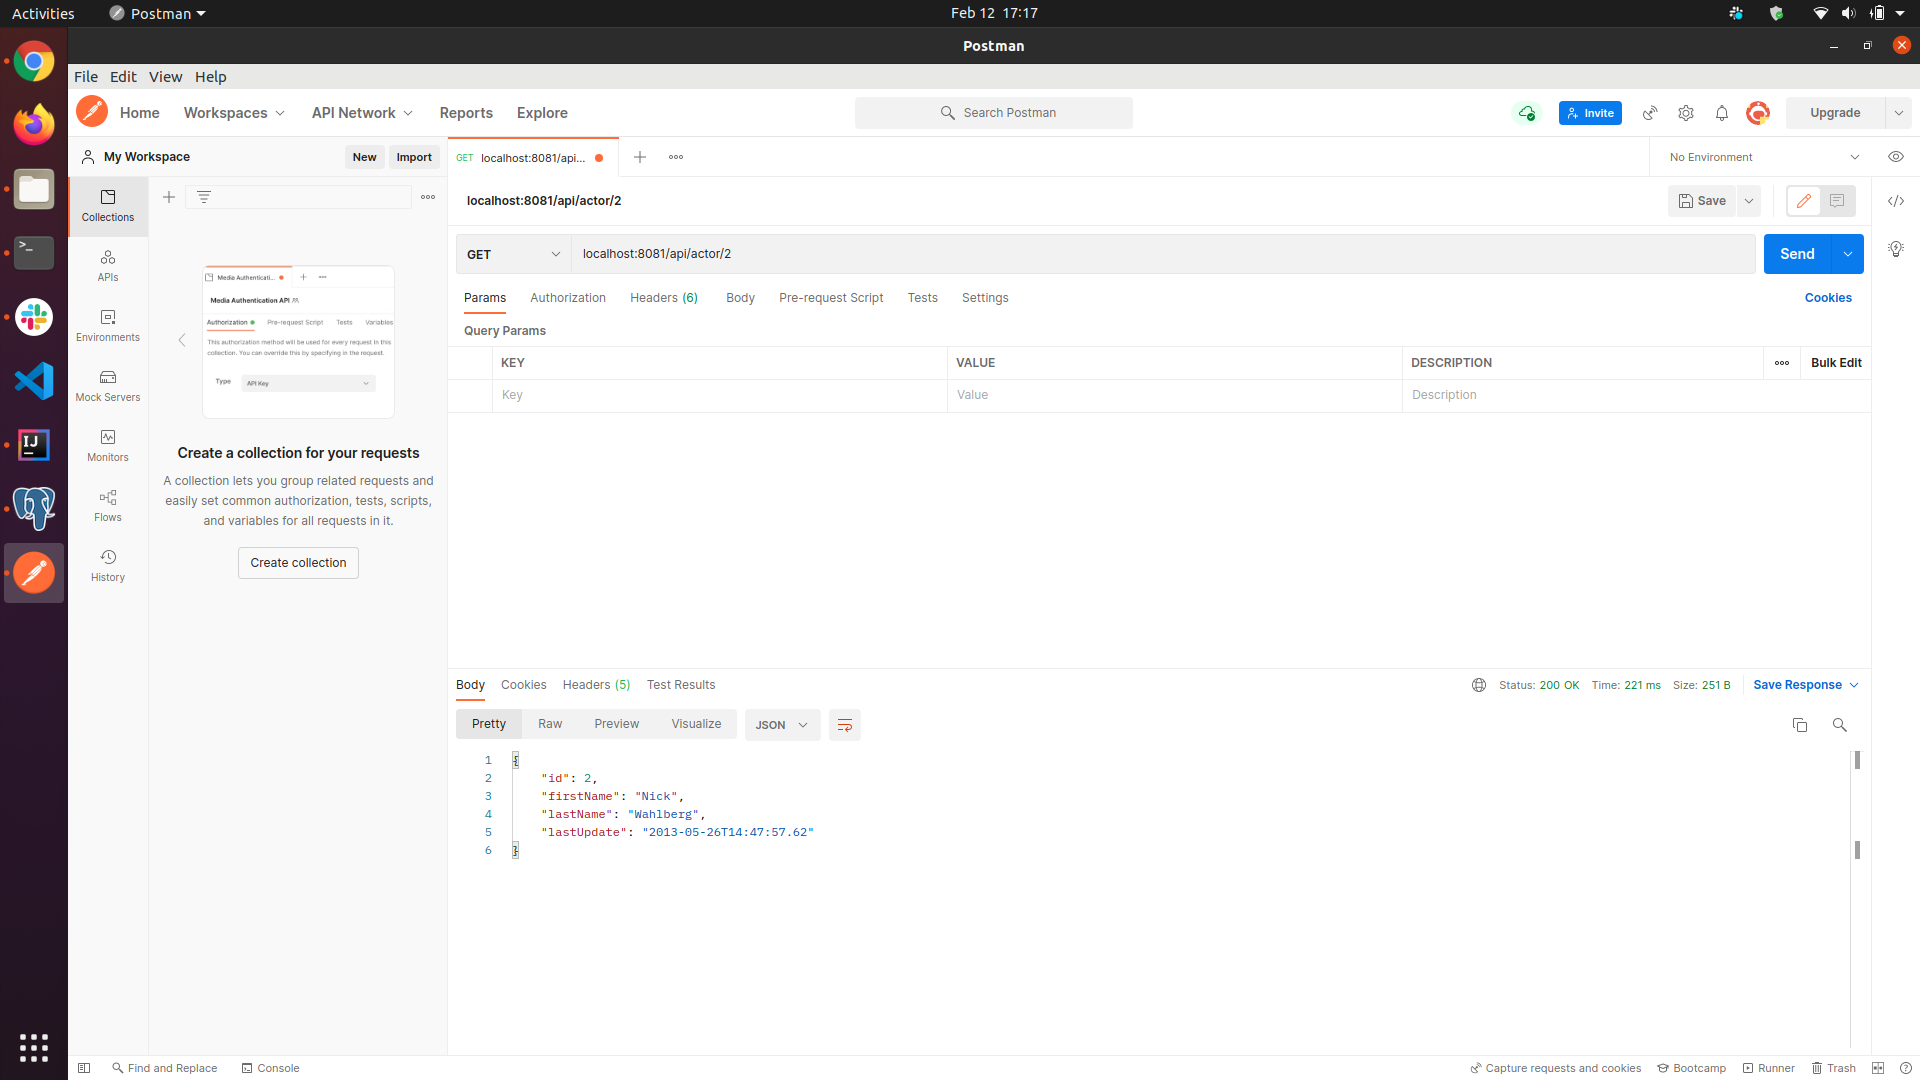 Activities
Postman
Feb 12 17:17
Postman
File Edit View Help
Home
Workspaces
API Network
Reports
Explore
Search Postman
Invite
Upgrade
My Workspace
New
Import
GET localhost:8081/api...
No Environment
Collections
APIs
Environments
Mock Servers
Monitors
Flows
History
Media Authenticati...
Media Authentication API
Authorization Pre-request Script Tests Variables
This authorization method will be used for every request in this
collection. You can override this by specifying in the request.
Type API Key
Create a collection for your requests
A collection lets you group related requests and
easily set common authorization, tests, scripts,
and variables for all requests in it.
Create collection
localhost:8081/api/actor/2
Save
GET
localhost:8081/api/actor/2
Send
Params Authorization Headers (6) Body Pre-request Script Tests Settings
Cookies
Query Params
KEY VALUE DESCRIPTION
Bulk Edit
Key Value Description
Body Cookies Headers (5) Test Results
Status: 200 OK Time: 221 ms Size: 251 B
Save Response
Pretty Raw Preview Visualize
JSON
1 {
2 "id": 2,
3 "firstName": "Nick",
4 "lastName": "Wahlberg",
5 "lastUpdate": "2013-05-26T14:47:57.62"
6 }
Find and Replace
Console
Capture requests and cookies
Bootcamp
Runner
Trash